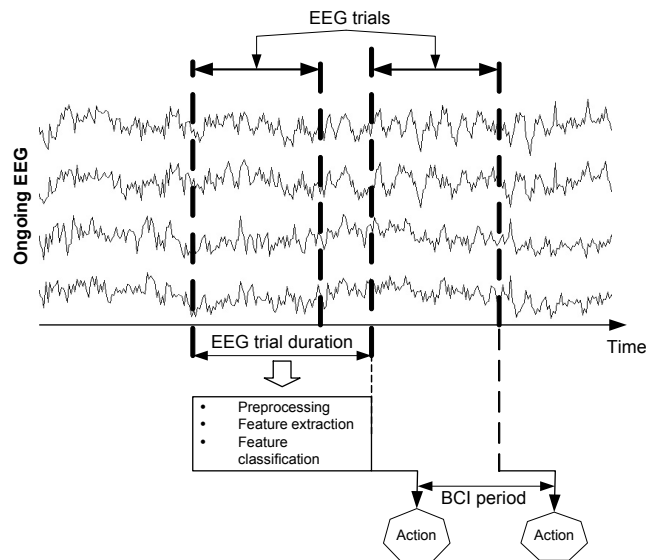 EEG trials
Ongoing EEG
Time
EEG trial duration
• Preprocessing
• Feature extraction
• Feature
classification
BCI period
Action
Action